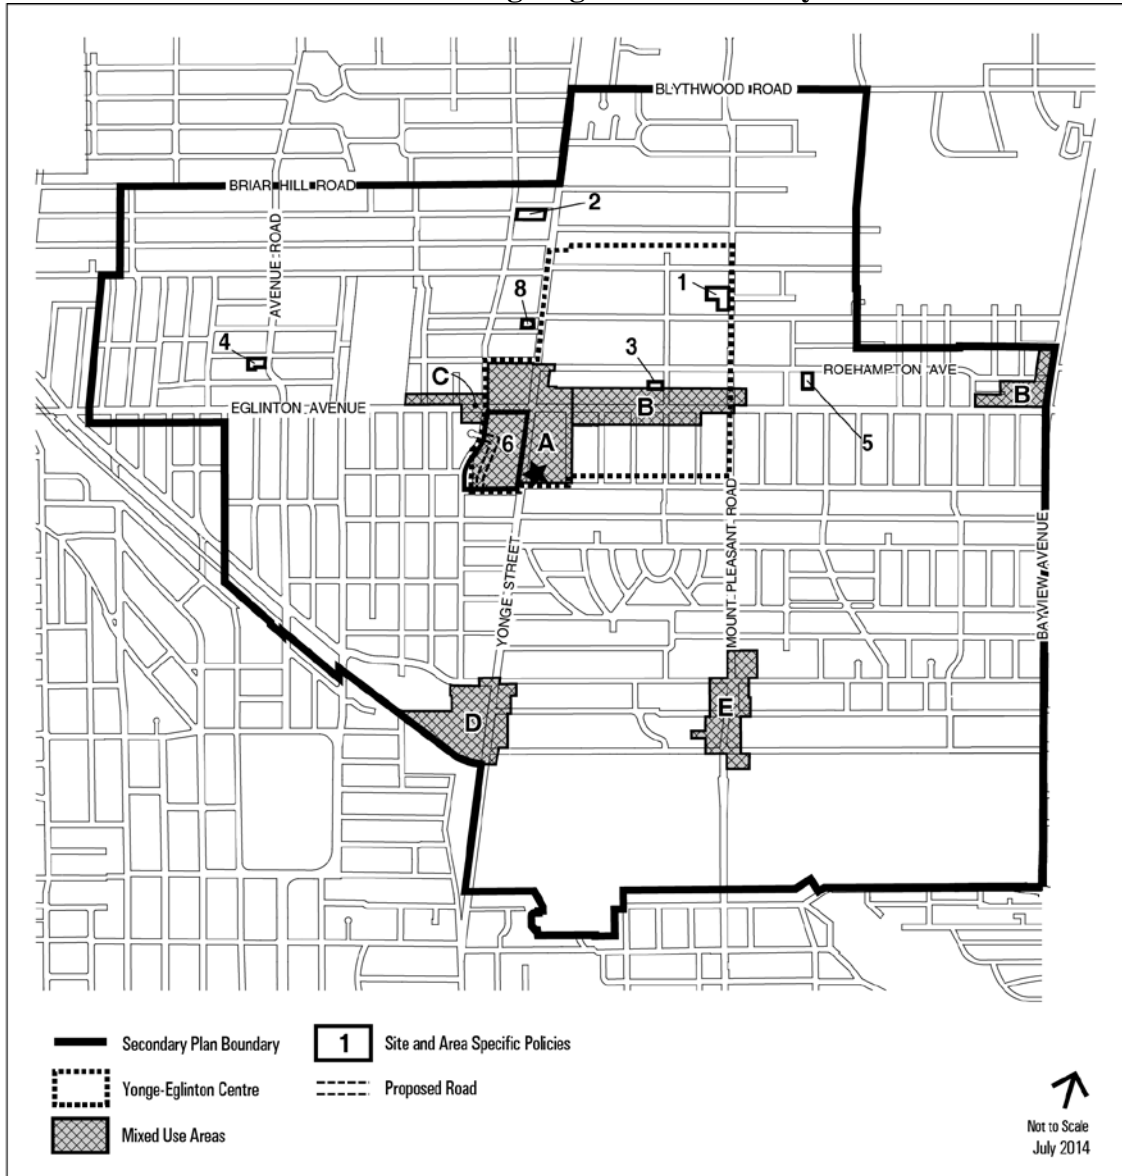 BLYTHWOOD ROAD
BRIAR HILL ROAD
2
AVENUE ROAD
1
8
4
3
C
ROEHAMPTON AVE
B
B
EGLINTON AVENUE
6
A
5
YONGE STREET
MOUNT PLEASANT ROAD
BAYVIEW AVENUE
D
E
Secondary Plan Boundary
1
Site and Area Specific Policies
Yonge-Eglinton Centre
Proposed Road
Mixed Use Areas
Not to Scale
July 2014